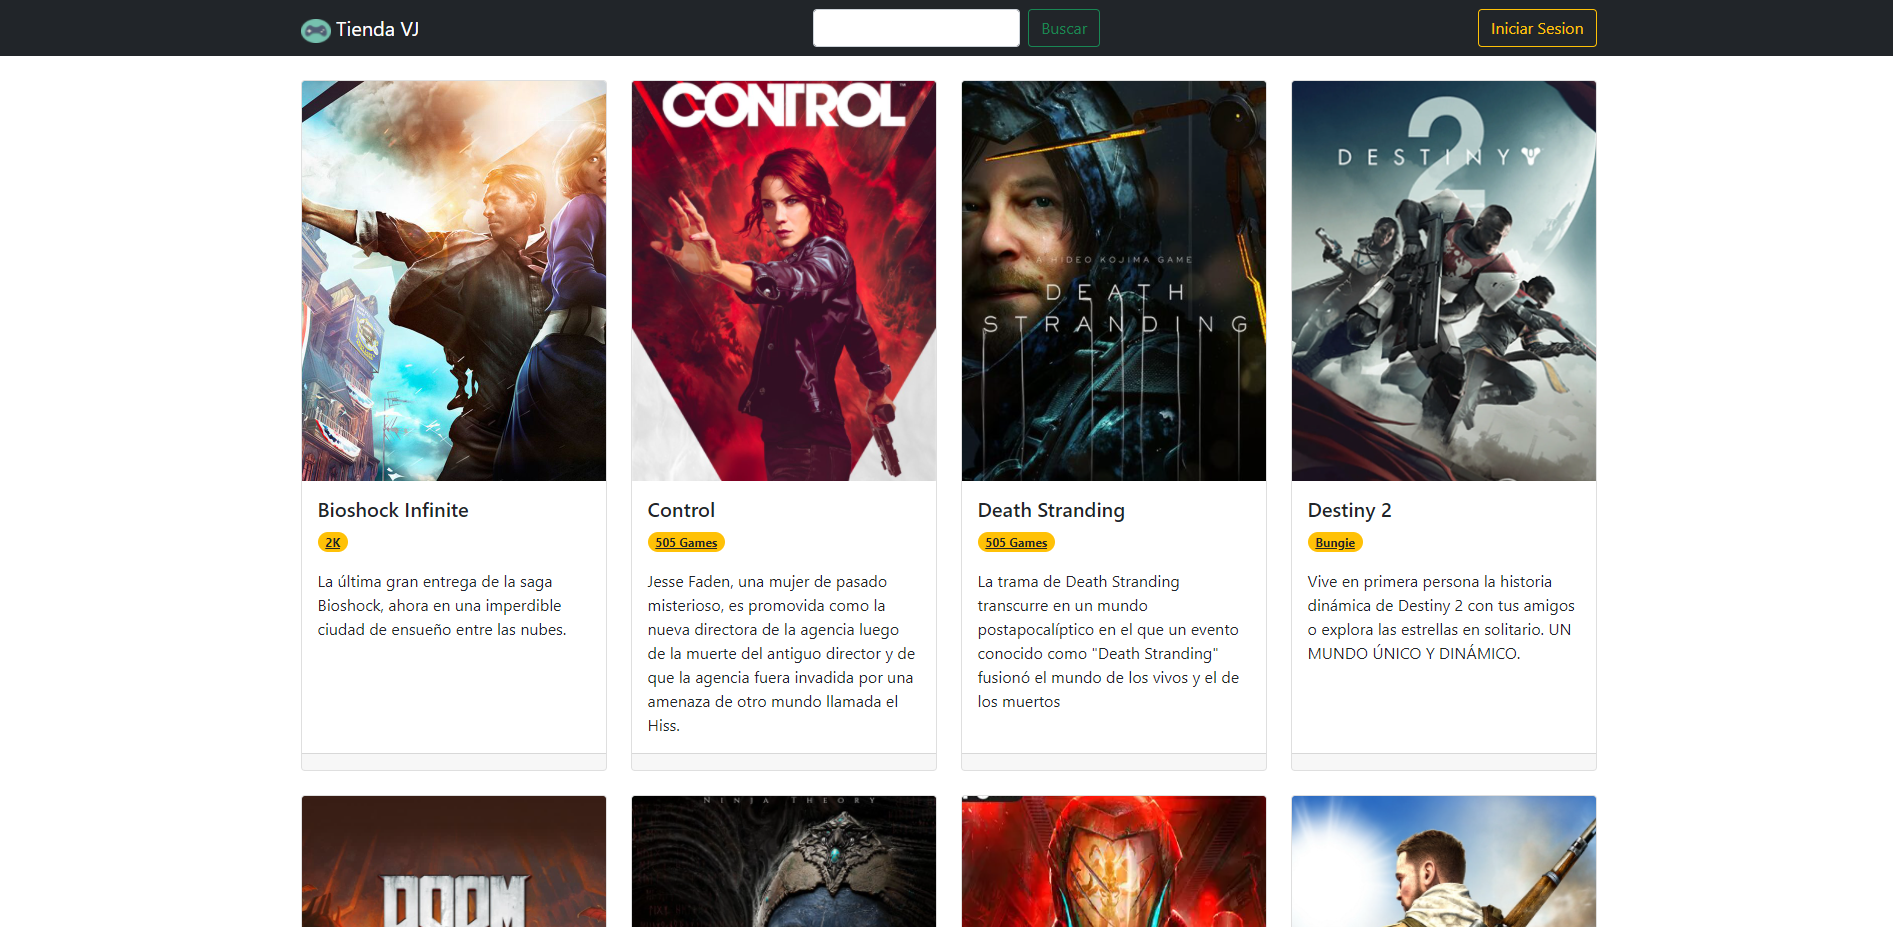 Tienda VJ
Buscar
Iniciar Sesion
CONTROL
A HIDEO KOJIMA GAME
DEATH
STRANDING
2
DESTINY
Bioshock Infinite
2K
La última gran entrega de la saga
Bioshock, ahora en una imperdible
ciudad de ensueño entre las nubes.
Control
505 Games
Jesse Faden, una mujer de pasado
misterioso, es promovida como la
nueva directora de la agencia luego
de la muerte del antiguo director y de
que la agencia fuera invadida por una
amenaza de otro mundo llamada el
Hiss.
Death Stranding
505 Games
La trama de Death Stranding
transcurre en un mundo
postapocalíptico en el que un evento
conocido como "Death Stranding"
fusionó el mundo de los vivos y el de
los muertos
Destiny 2
Bungie
Vive en primera persona la historia
dinámica de Destiny 2 con tus amigos
o explora las estrellas en solitario. UN
MUNDO ÚNICO Y DINÁMICO.
DOOM
NINJA THEORY